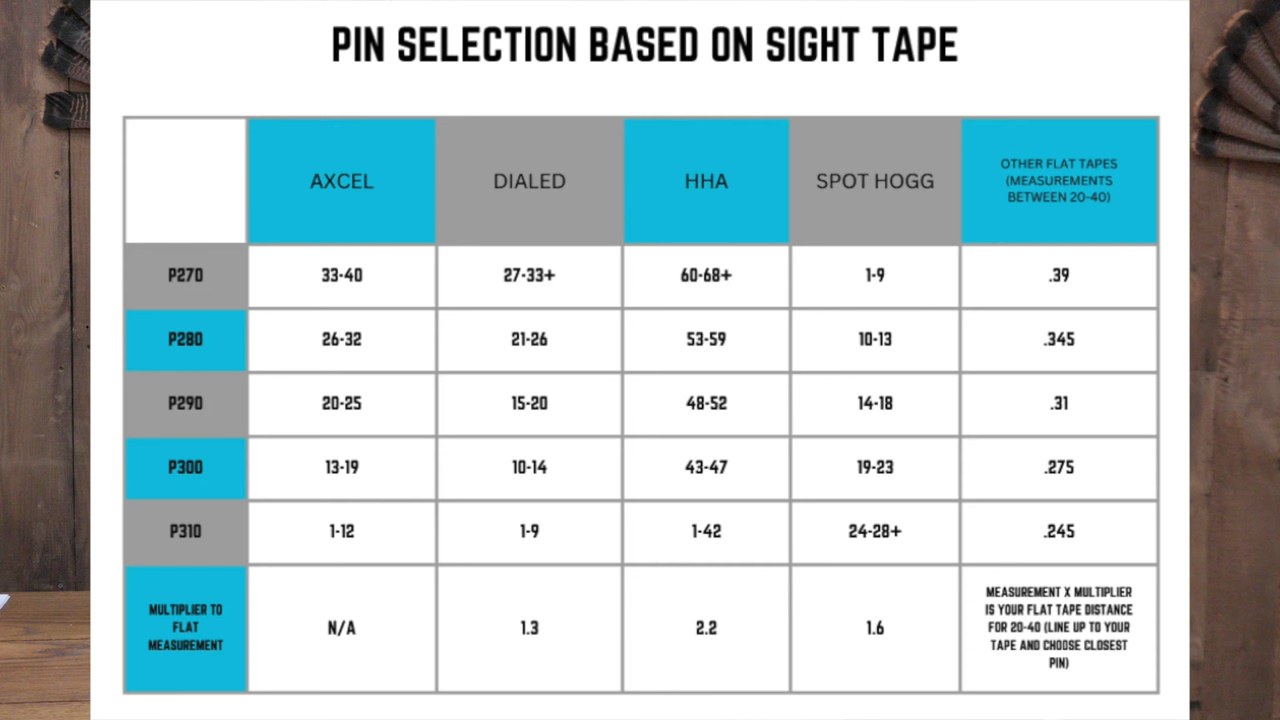 PIN SELECTION BASED ON SIGHT TAPE
AXCEL DIALED HHA SPOT HOGG OTHER FLAT TAPES
(MEASUREMENTS
BETWEEN 20-40)
P270 33-40 27-33+ 60-68+ 1-9 .39
P280 26-32 21-26 53-59 10-13 .345
P290 20-25 15-20 48-52 14-18 .31
P300 13-19 10-14 43-47 19-23 .275
P310 1-12 1-9 1-42 24-28+ .245
MULTIPLIER TO
FLAT
MEASUREMENT
N/A 1.3 2.2 1.6
MEASUREMENT X MULTIPLIER
IS YOUR FLAT TAPE DISTANCE
FOR 20-40 (LINE UP TO YOUR
TAPE AND CHOOSE CLOSEST
PIN)